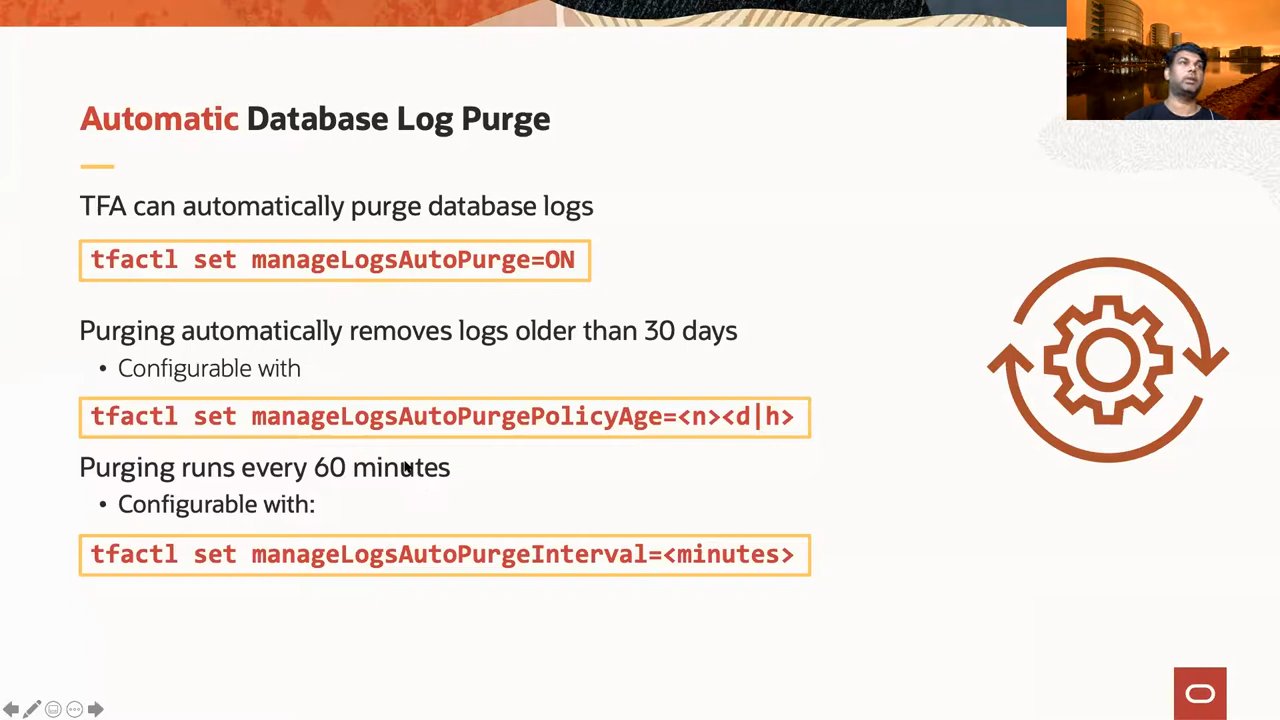 Automatic Database Log Purge
TFA can automatically purge database logs
tfactl set manageLogsAutoPurge=ON
Purging automatically removes logs older than 30 days
• Configurable with
tfactl set manageLogsAutoPurgePolicyAge=<n><d|h>
Purging runs every 60 minutes
• Configurable with:
tfactl set manageLogsAutoPurgeInterval=<minutes>